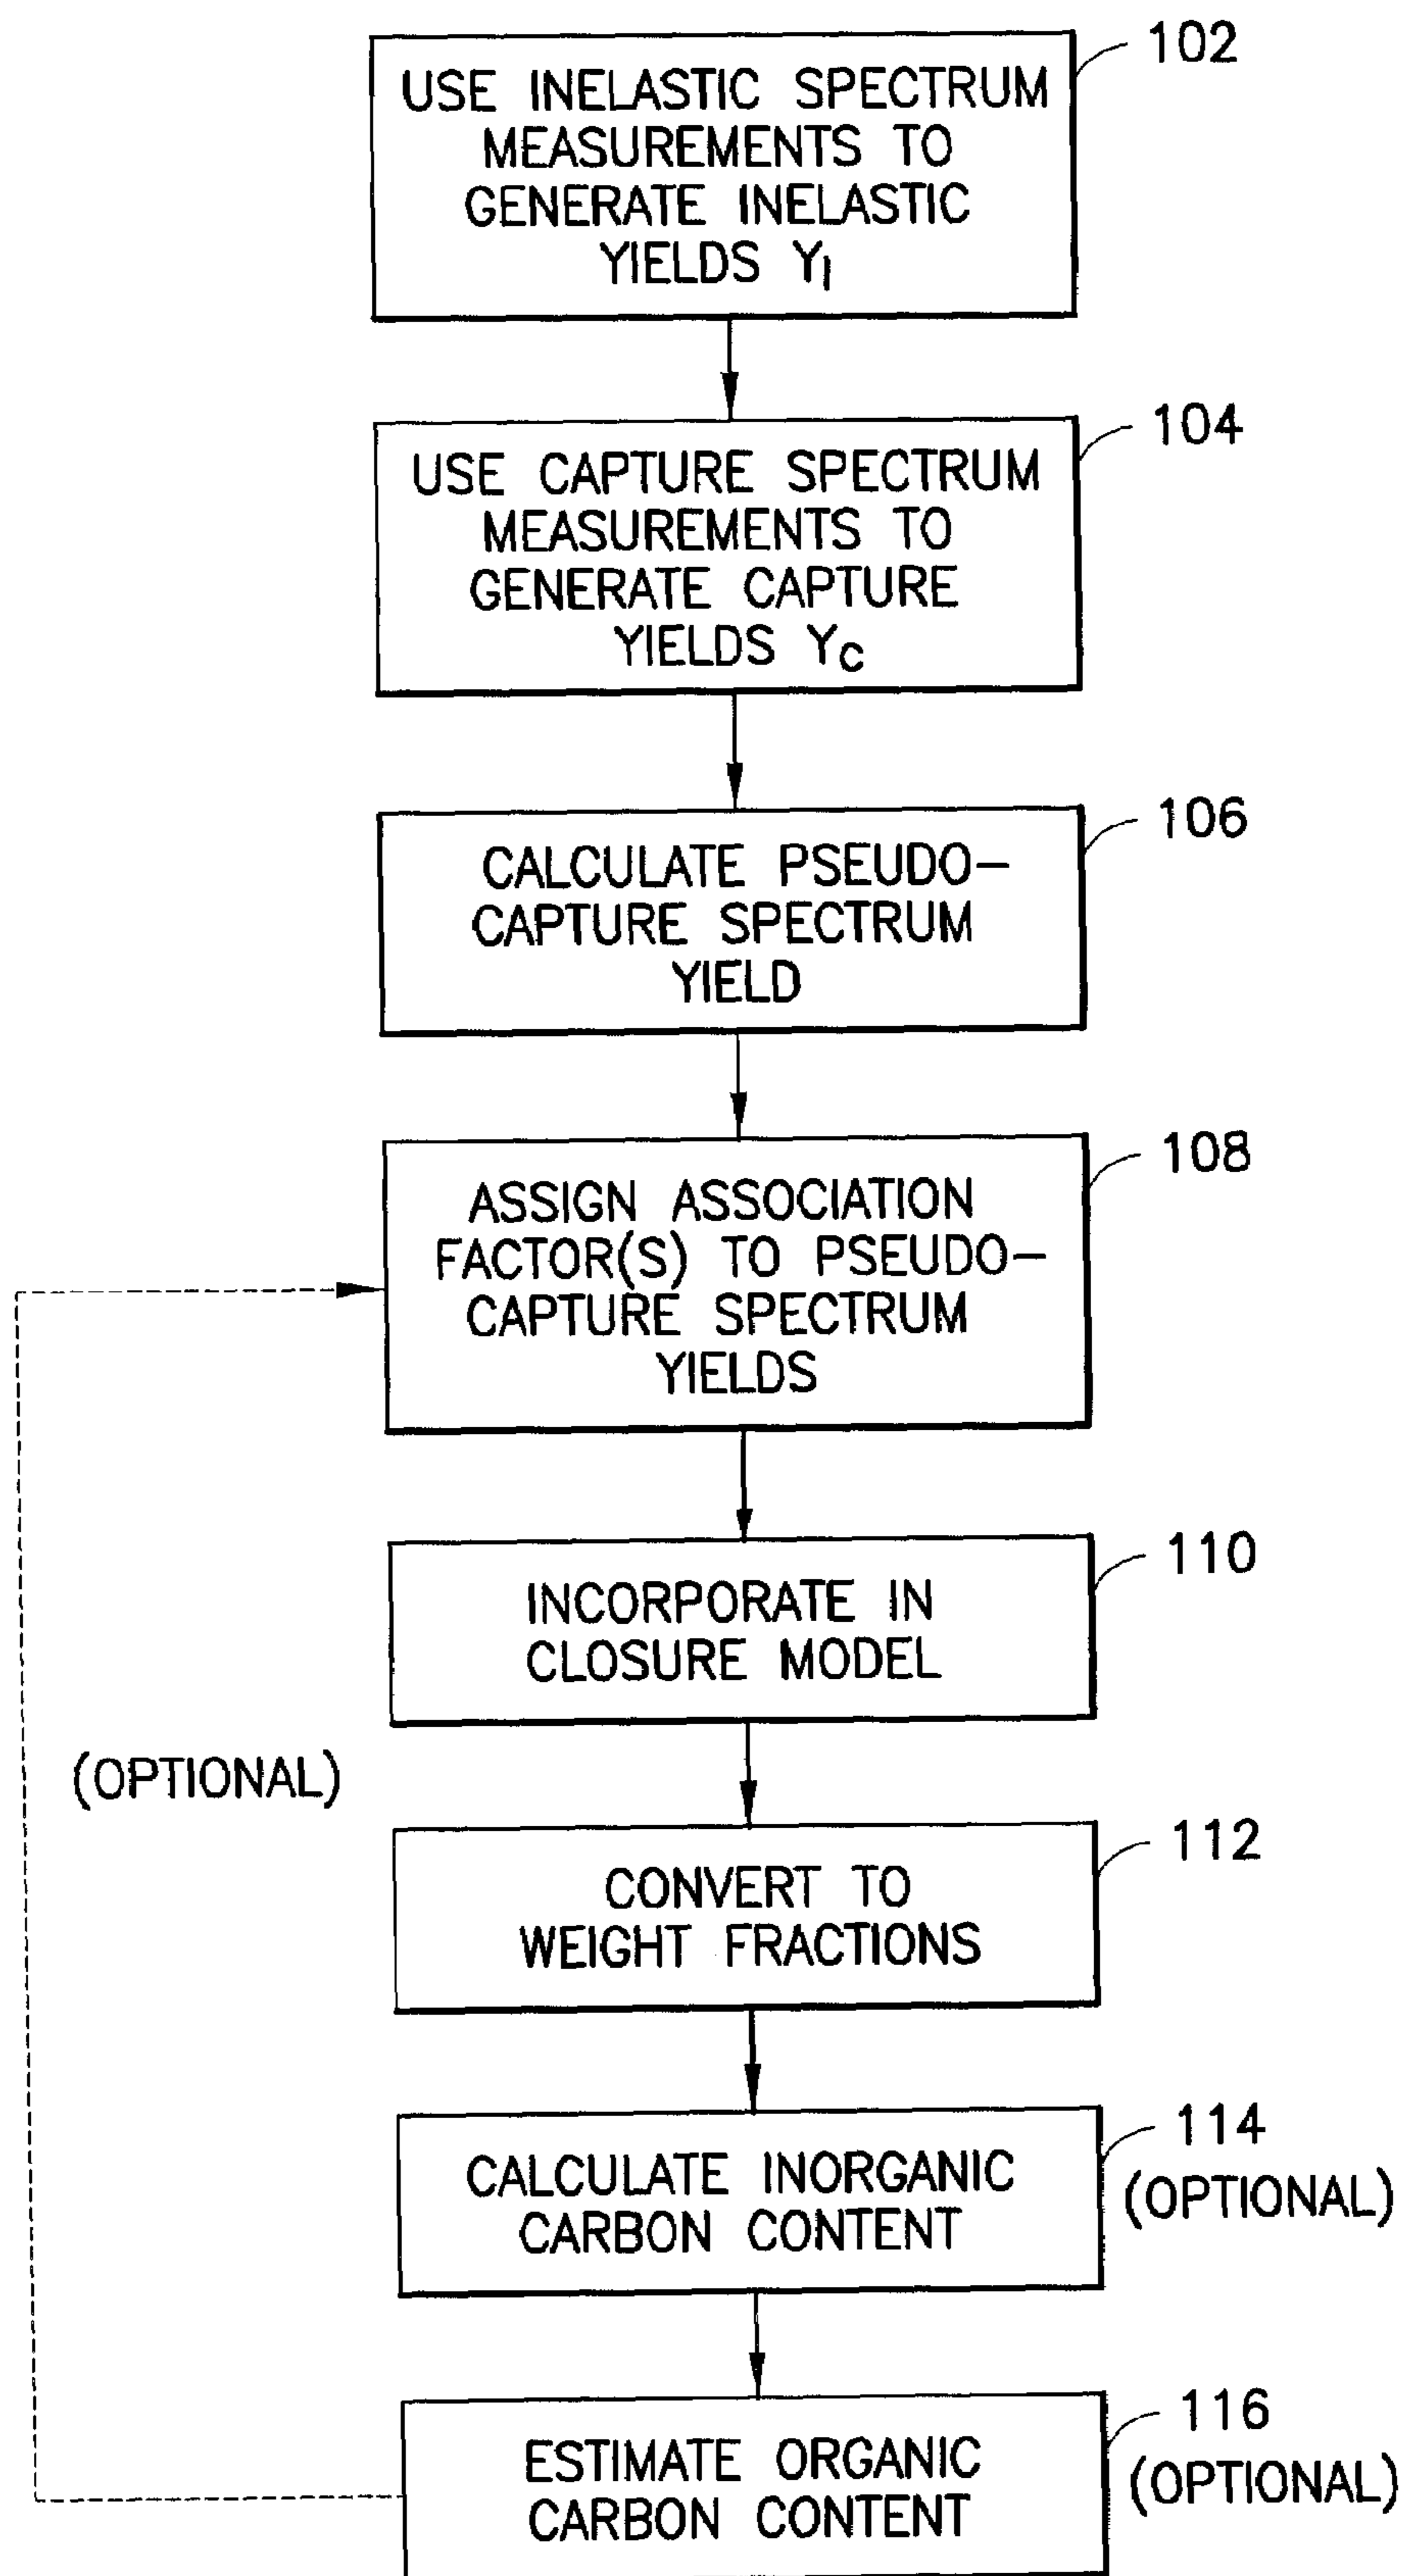 102
USE INELASTIC SPECTRUM
MEASUREMENTS TO
GENERATE INELASTIC
YIELDS Y_I
104
USE CAPTURE SPECTRUM
MEASUREMENTS TO
GENERATE CAPTURE
YIELDS Y_C
106
CALCULATE PSEUDO-
CAPTURE SPECTRUM
YIELD
108
ASSIGN ASSOCIATION
FACTOR(S) TO PSEUDO-
CAPTURE SPECTRUM
YIELDS
110
INCORPORATE IN
CLOSURE MODEL
(OPTIONAL)
112
CONVERT TO
WEIGHT FRACTIONS
114
(OPTIONAL)
CALCULATE INORGANIC
CARBON CONTENT
116
(OPTIONAL)
ESTIMATE ORGANIC
CARBON CONTENT